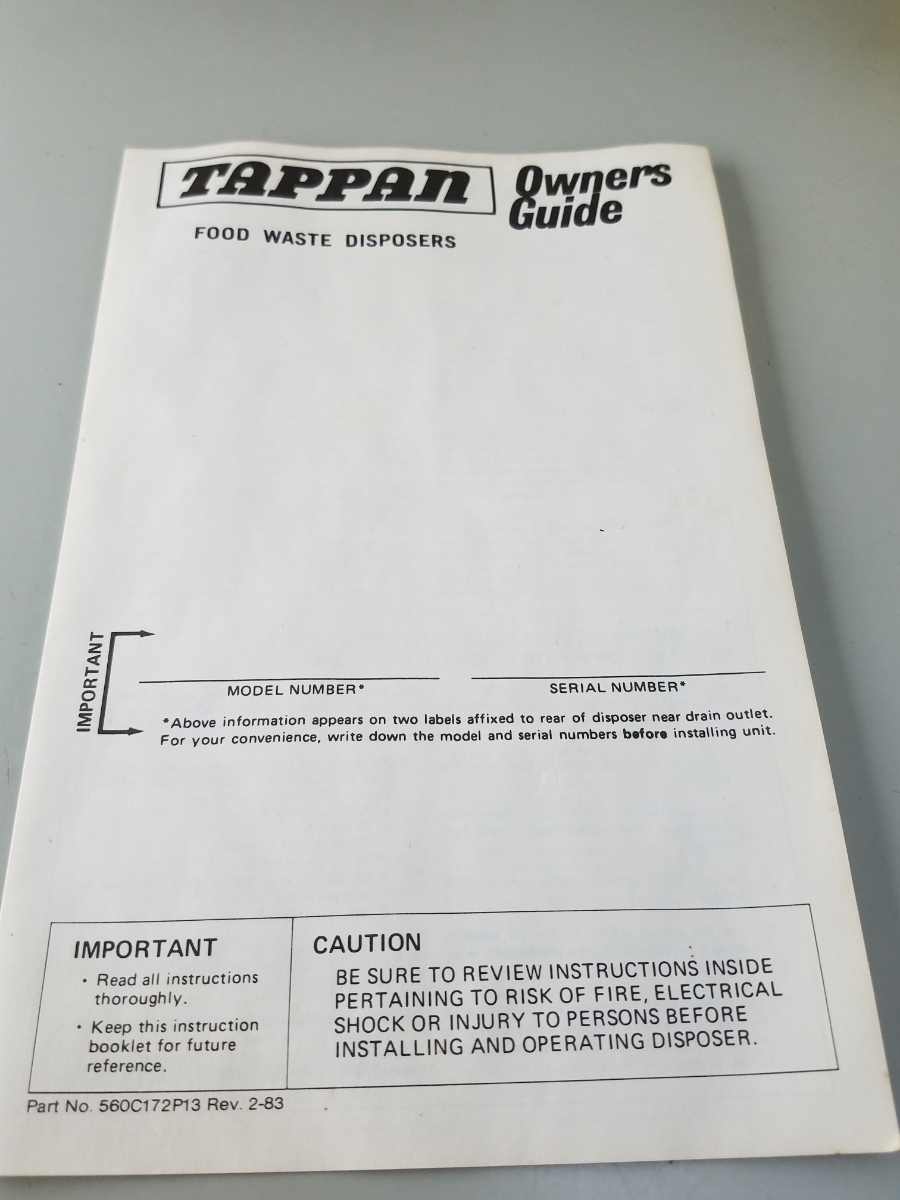 TAPPAN
Owners
Guide
FOOD WASTE DISPOSERS
IMPORTANT
MODEL NUMBER*
SERIAL NUMBER*
*Above information appears on two labels affixed to rear of disposer near drain outlet.
For your convenience, write down the model and serial numbers before installing unit.
IMPORTANT
• Read all instructions
thoroughly.
• Keep this instruction
booklet for future
reference.
CAUTION
BE SURE TO REVIEW INSTRUCTIONS INSIDE
PERTAINING TO RISK OF FIRE, ELECTRICAL
SHOCK OR INJURY TO PERSONS BEFORE
INSTALLING AND OPERATING DISPOSER.
Part No. 560C172P13 Rev. 2-83